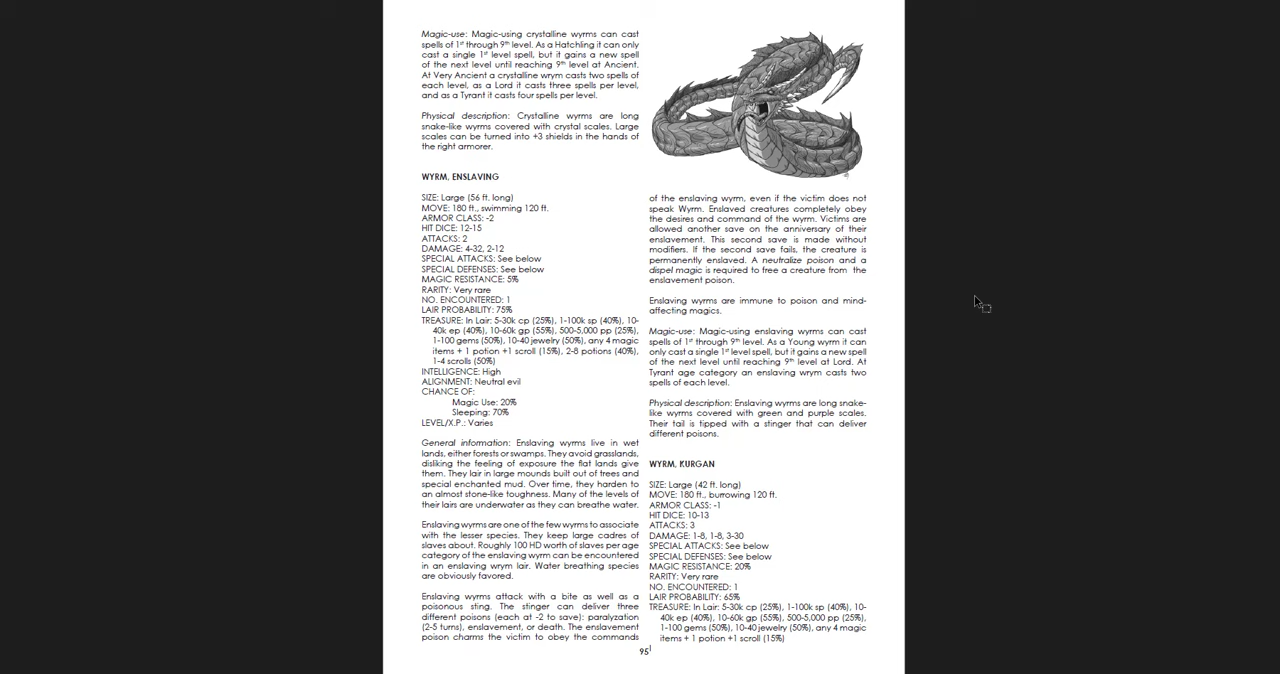 Magic-use: Magic-using crystalline wyrms can cast
spells of 1st through 9th level. As a Hatchling it can only
cast a single 1st level spell, but it gains a new spell
of the next level until reaching 9th level at Ancient.
At Very Ancient a crystalline wrym casts two spells of
each level, as a Lord it casts three spells per level,
and as a Tyrant it casts four spells per level.
Physical description: Crystalline wyrms are long
snake-like wyrms covered with crystal scales. Large
scales can be turned into +3 shields in the hands of
the right armorer.
WYRM, ENSLAVING
SIZE: Large (56 ft. long)
MOVE: 180 ft., swimming 120 ft.
ARMOR CLASS: -2
HIT DICE: 12-15
ATTACKS: 2
DAMAGE: 4-32, 2-12
SPECIAL ATTACKS: See below
SPECIAL DEFENSES: See below
MAGIC RESISTANCE: 5%
RARITY: Very rare
NO. ENCOUNTERED: 1
LAIR PROBABILITY: 75%
TREASURE: In Lair: 5-30k cp (25%), 1-100k sp (40%), 10-
40k ep (40%), 10-60k gp (55%), 500-5,000 pp (25%),
1-100 gems (50%), 10-40 jewelry (50%), any 4 magic
items + 1 potion +1 scroll (15%), 2-8 potions (40%),
1-4 scrolls (50%)
INTELLIGENCE: High
ALIGNMENT: Neutral evil
CHANCE OF:
Magic Use: 20%
Sleeping: 70%
LEVEL/X.P.: Varies
General information: Enslaving wyrms live in wet
lands, either forests or swamps. They avoid grasslands,
disliking the feeling of exposure the flat lands give
them. They lair in large mounds built out of trees and
special enchanted mud. Over time, they harden to
an almost stone-like toughness. Many of the levels of
their lairs are underwater as they can breathe water.
Enslaving wyrms are one of the few wyrms to associate
with the lesser species. They keep large cadres of
slaves about. Roughly 100 HD worth of slaves per age
category of the enslaving wyrm can be encountered
in an enslaving wrym lair. Water breathing species
are obviously favored.
Enslaving wyrms attack with a bite as well as a
poisonous sting. The stinger can deliver three
different poisons (each at -2 to save): paralyzation
(2-5 turns), enslavement, or death. The enslavement
poison charms the victim to obey the commands
of the enslaving wyrm, even if the victim does not
speak Wyrm. Enslaved creatures completely obey
the desires and command of the wyrm. Victims are
allowed another save on the anniversary of their
enslavement. This second save is made without
modifiers. If the second save fails, the creature is
permanently enslaved. A neutralize poison and a
dispel magic is required to free a creature from the
enslavement poison.
Enslaving wyrms are immune to poison and mind-
affecting magics.
Magic-use: Magic-using enslaving wyrms can cast
spells of 1st through 9th level. As a Young wyrm it can
only cast a single 1st level spell, but it gains a new spell
of the next level until reaching 9th level at Lord. At
Tyrant age category an enslaving wrym casts two
spells of each level.
Physical description: Enslaving wyrms are long snake-
like wyrms covered with green and purple scales.
Their tail is tipped with a stinger that can deliver
different poisons.
WYRM, KURGAN
SIZE: Large (42 ft. long)
MOVE: 180 ft., burrowing 120 ft.
ARMOR CLASS: -1
HIT DICE: 10-13
ATTACKS: 3
DAMAGE: 1-8, 1-8, 3-30
SPECIAL ATTACKS: See below
SPECIAL DEFENSES: See below
MAGIC RESISTANCE: 20%
RARITY: Very rare
NO. ENCOUNTERED: 1
LAIR PROBABILITY: 65%
TREASURE: In Lair: 5-30k cp (25%), 1-100k sp (40%), 10-
40k ep (40%), 10-60k gp (55%), 500-5,000 pp (25%),
1-100 gems (50%), 10-40 jewelry (50%), any 4 magic
items + 1 potion +1 scroll (15%)
95